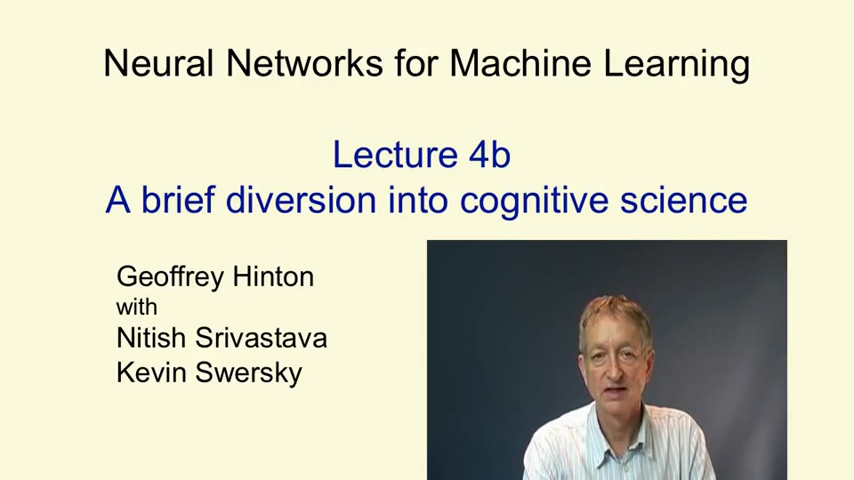 Neural Networks for Machine Learning
Lecture 4b
A brief diversion into cognitive science
Geoffrey Hinton
with
Nitish Srivastava
Kevin Swersky